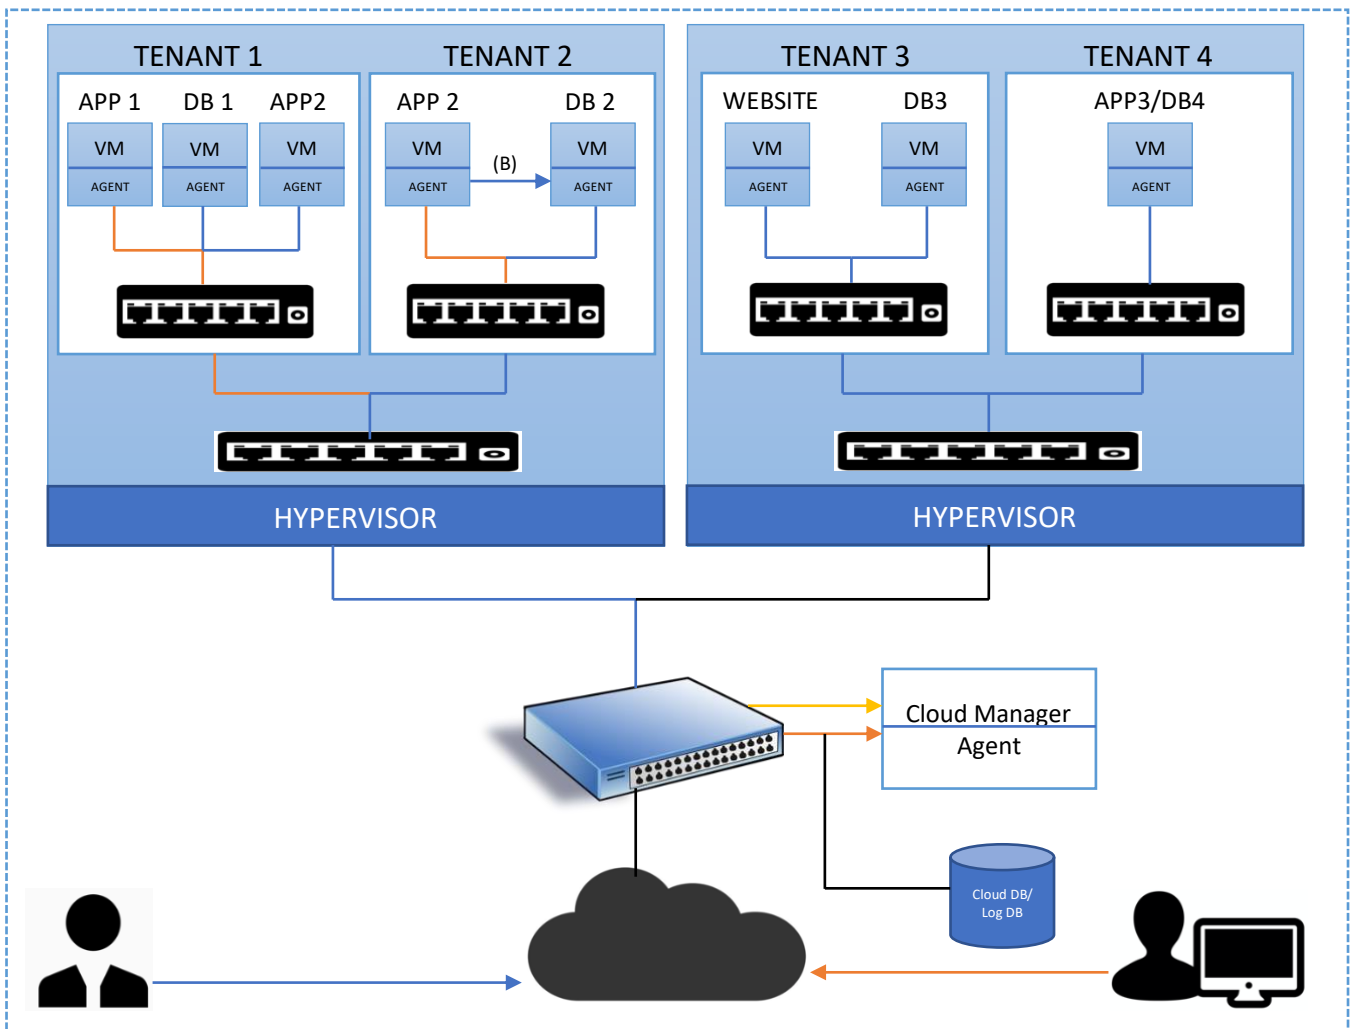 TENANT 1
TENANT 2
TENANT 3
TENANT 4
APP 1
DB 1
APP2
APP 2
DB 2
WEBSITE
DB3
APP3/DB4
VM
VM
VM
VM
VM
VM
VM
VM
(B)
AGENT
AGENT
AGENT
AGENT
AGENT
AGENT
AGENT
AGENT
HYPERVISOR
HYPERVISOR
Cloud Manager
Agent
Cloud DB/
Log DB